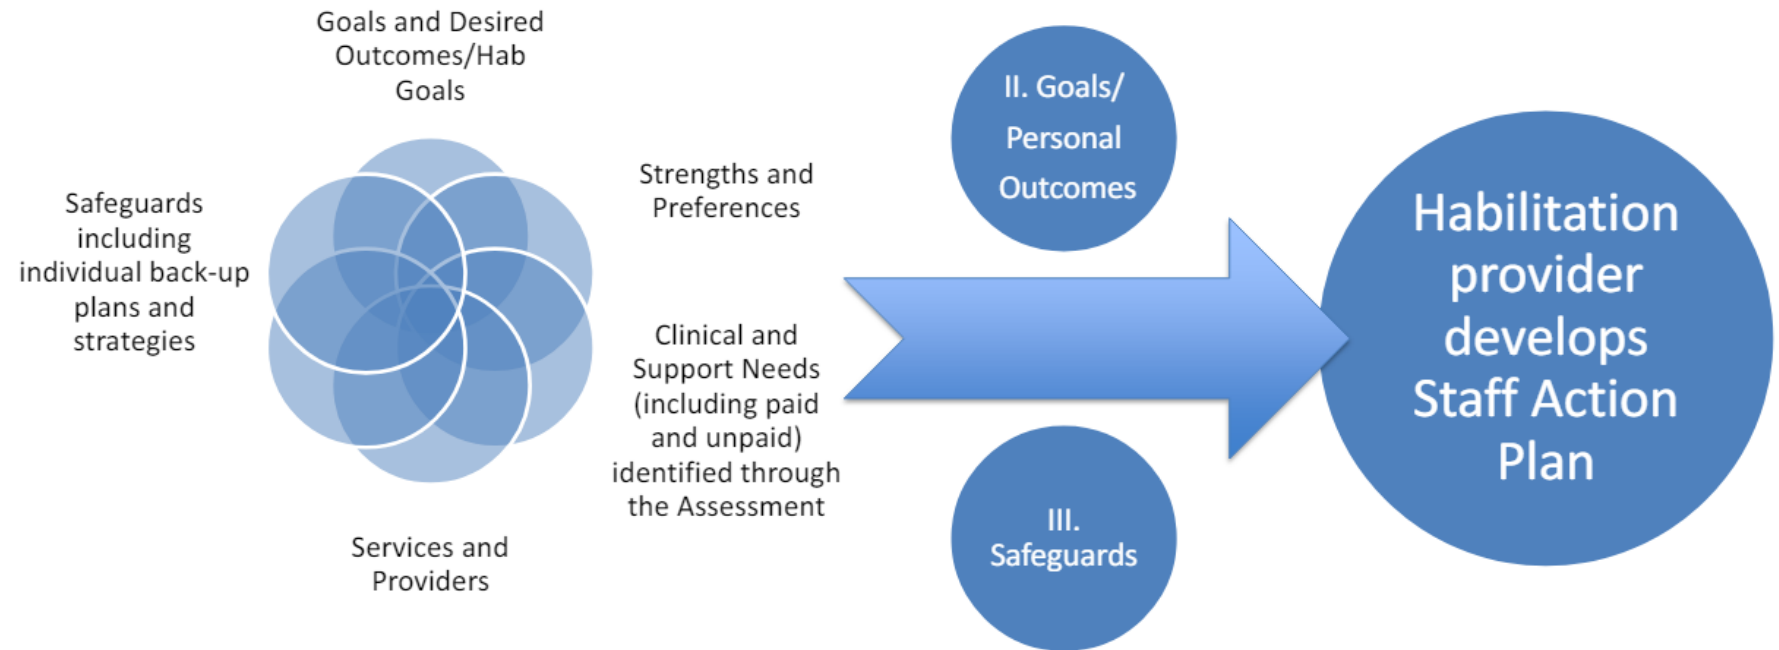 Goals and Desired
Outcomes/Hab
Goals
Strengths and
Preferences
Clinical and
Support Needs
(including paid
and unpaid)
identified through
the Assessment
Services and
Providers
Safeguards
including
individual back-up
plans and
strategies
II. Goals/
Personal
Outcomes
III.
Safeguards
Habilitation
provider
develops
Staff Action
Plan